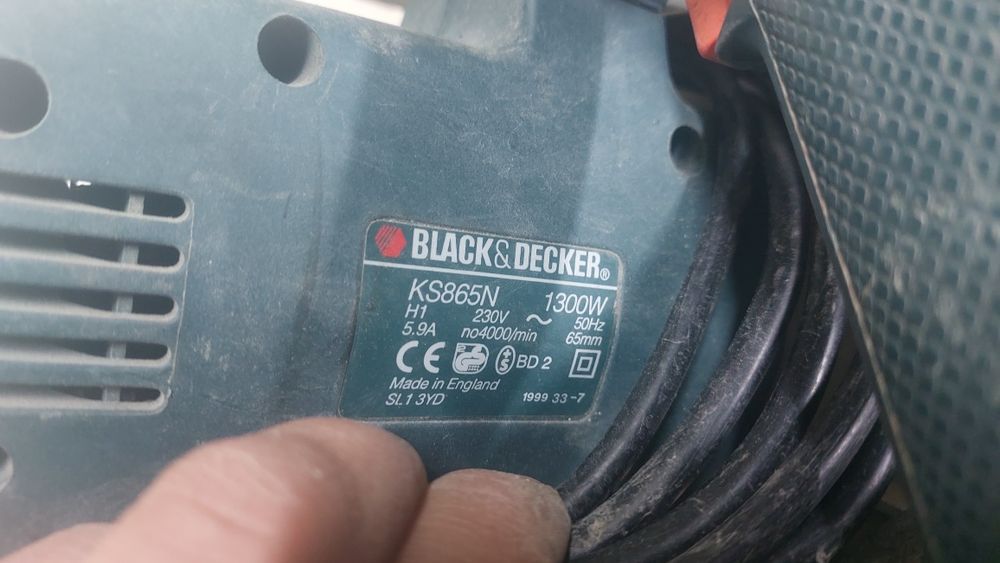 BLACK&DECKER®
KS865N 1300W
H1 230V ~ 50Hz
5.9A no4000/min 65mm
CE S BD 2
Made in England
SL1 3YD 1999 33-7